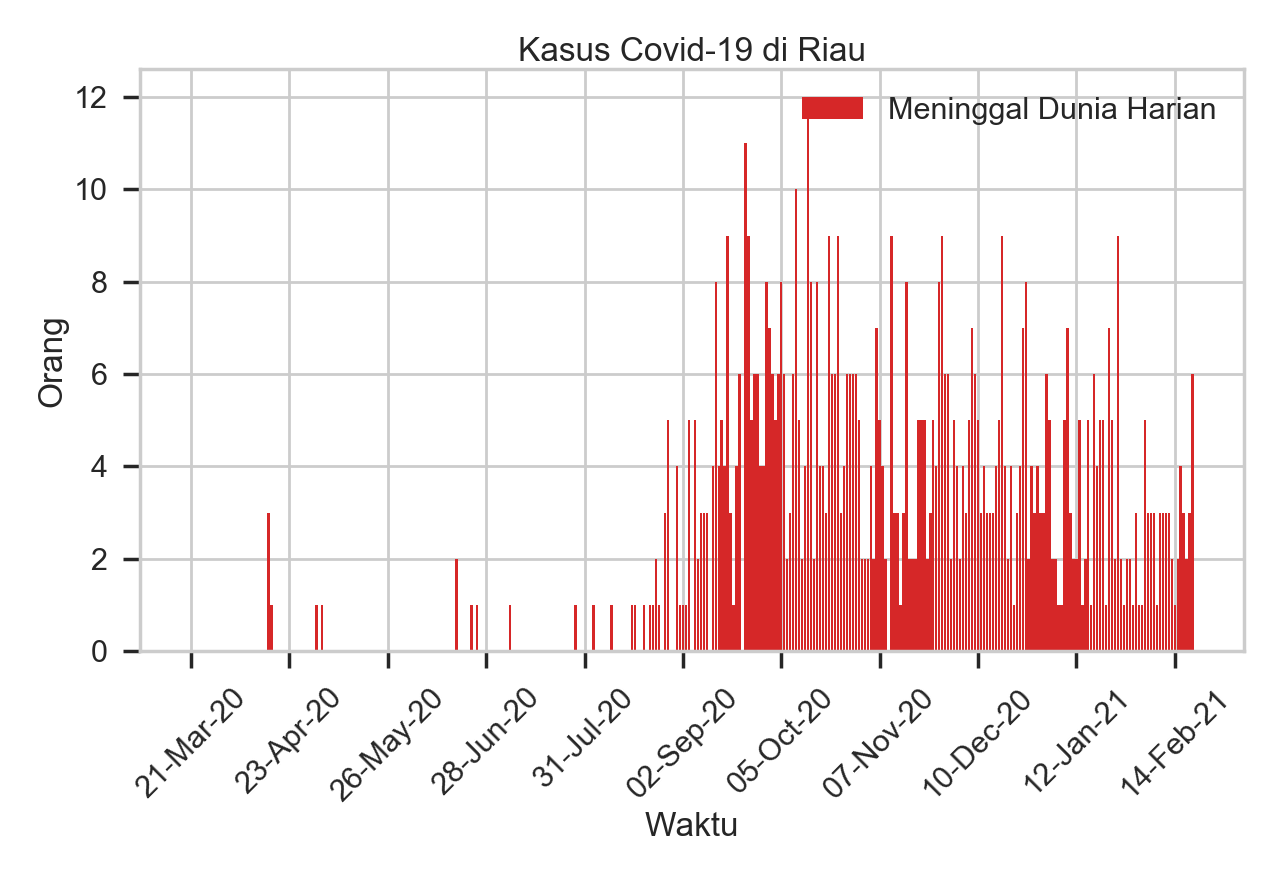 Kasus Covid-19 di Riau
Meninggal Dunia Harian
12
10
8
6
4
2
0
Orang
21-Mar-20
23-Apr-20
26-May-20
28-Jun-20
31-Jul-20
02-Sep-20
05-Oct-20
07-Nov-20
10-Dec-20
12-Jan-21
14-Feb-21
Waktu